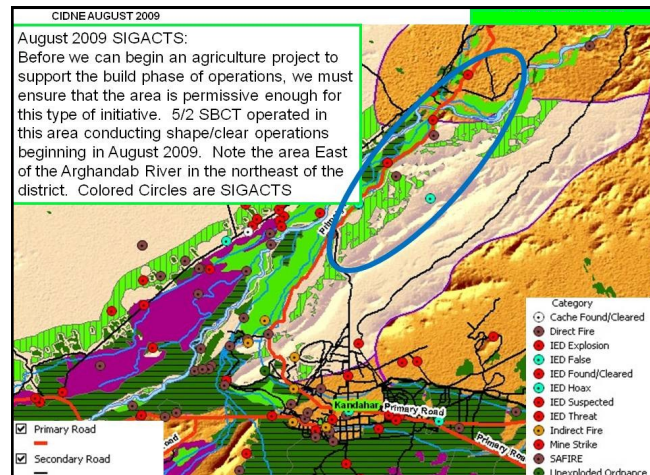 CIDNE AUGUST 2009
August 2009 SIGACTS:
Before we can begin an agriculture project to
support the build phase of operations, we must
ensure that the area is permissive enough for
this type of initiative.  5/2 SBCT operated in
this area conducting shape/clear operations
beginning in August 2009.  Note the area East
of the Arghandab River in the northeast of the
district.  Colored Circles are SIGACTS
Primary
Category
Cache Found/Cleared
Direct Fire
IED Explosion
IED False
IED Found/Cleared
IED Hoax
IED Suspected
IED Threat
Indirect Fire
Mine Strike
SAFIRE
Unexploded Ordnance
Kandahar
Primary Road
Primary Road
Primary Road
Secondary Road
Road